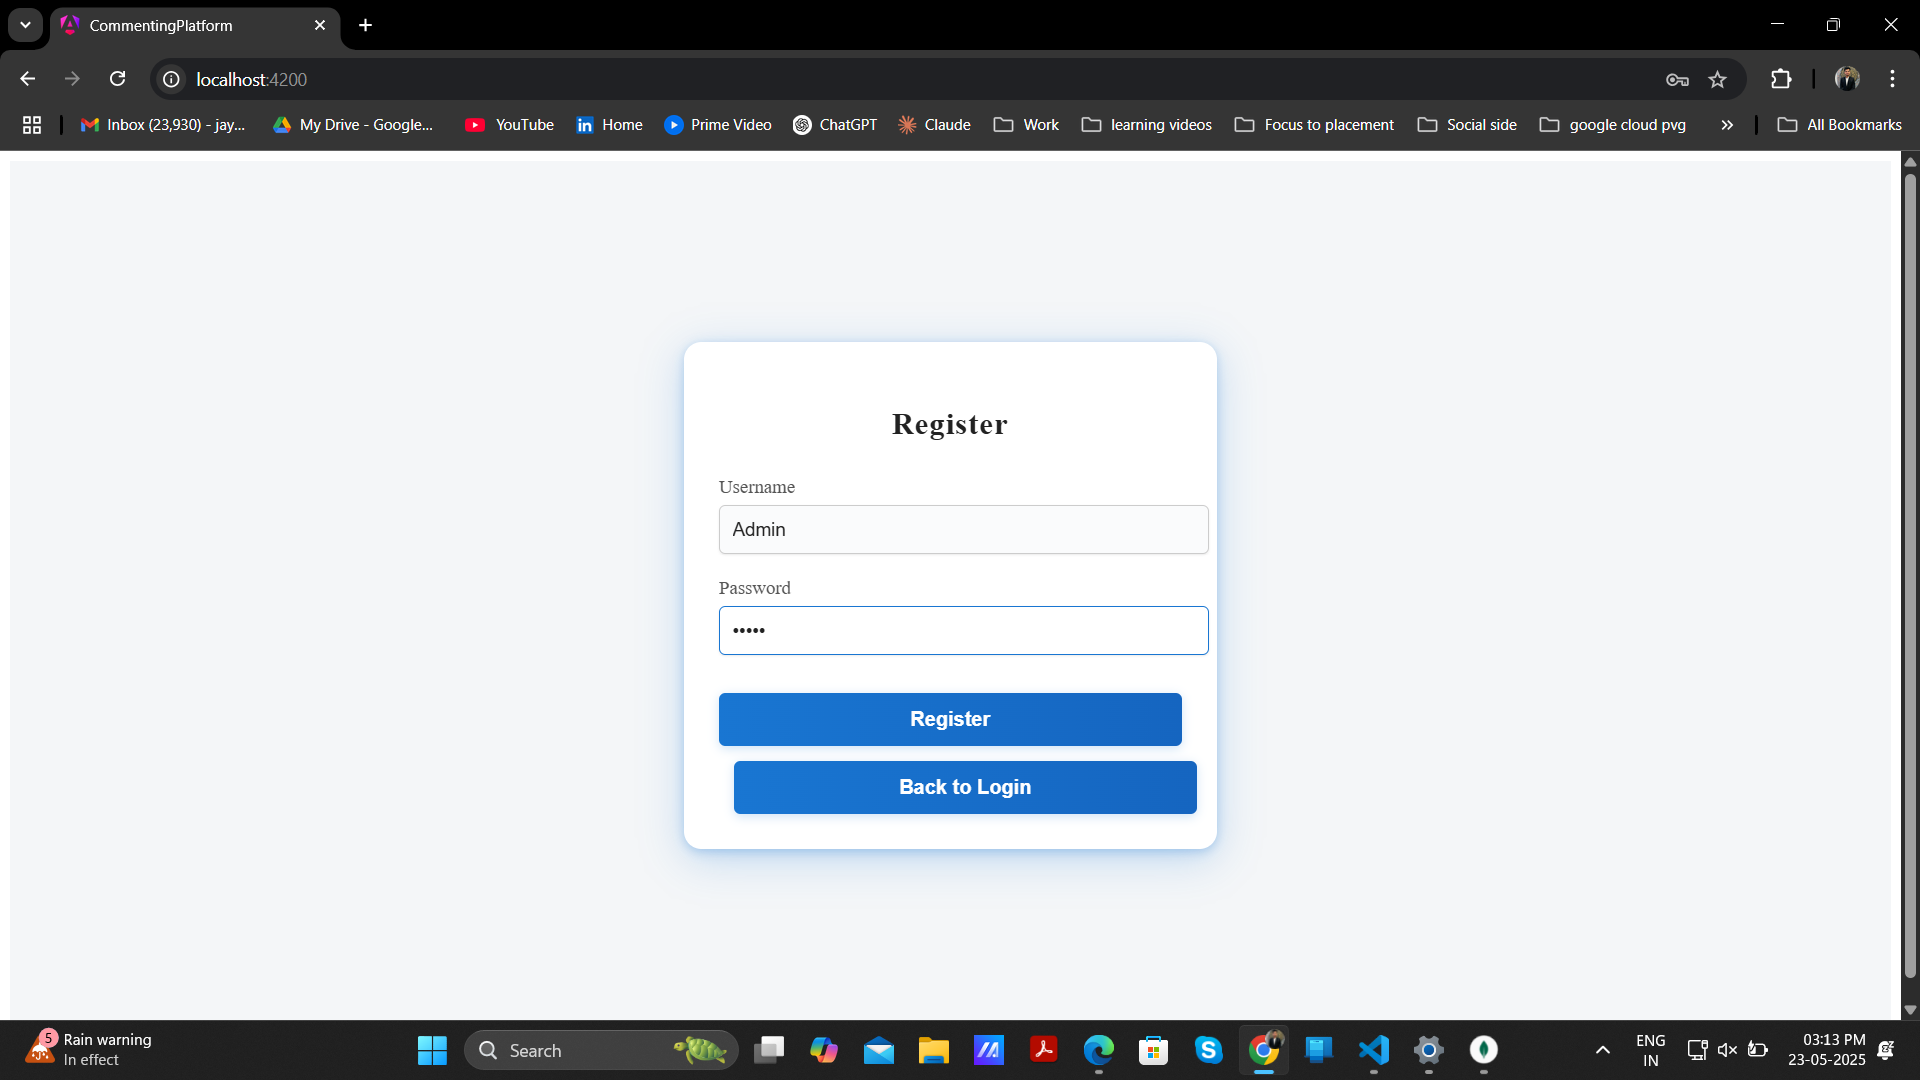 CommentingPlatform
localhost:4200
Inbox (23,930) - jay... My Drive - Google... YouTube Home Prime Video ChatGPT Claude Work learning videos Focus to placement Social side google cloud pvg All Bookmarks
Register
Username
Admin
Password
•••••
Register
Back to Login
5
Rain warning
In effect
Search
ENG
IN
03:13 PM
23-05-2025